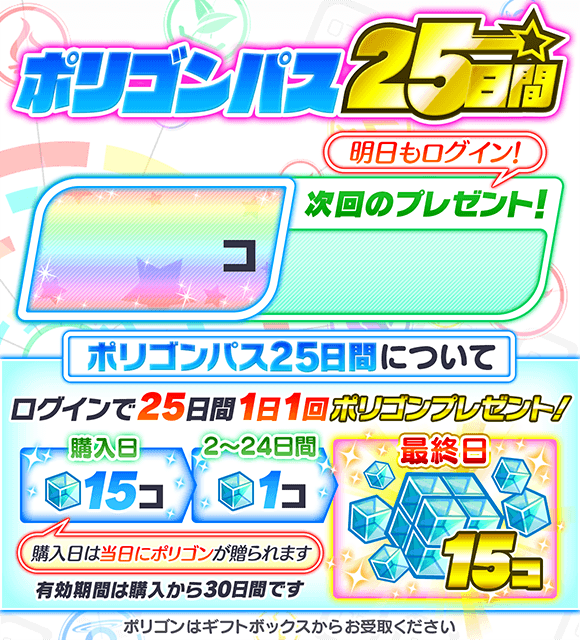 ポリゴンパス25日間
明日もログイン!
次回のプレゼント!
コ
ポリゴンパス25日間について
ログインで25日間1日1回ポリゴンプレゼント!
購入日
15コ
2〜24日間
1コ
最終日
15コ
購入日は当日にポリゴンが贈られます
有効期間は購入から30日間です
ポリゴンはギフトボックスからお受取ください